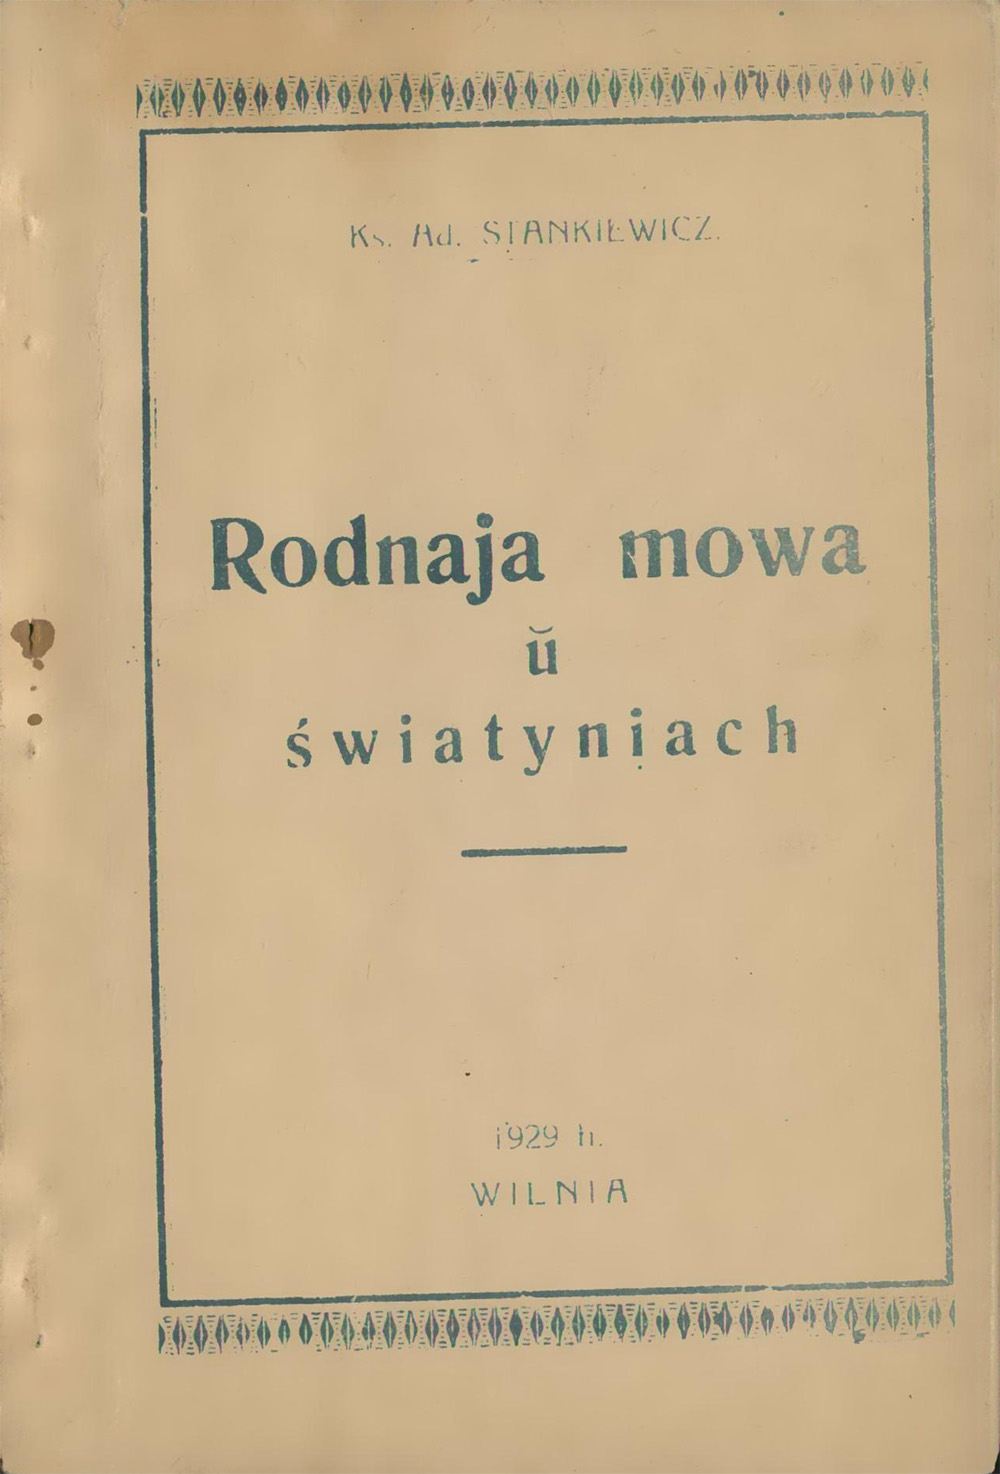 Ks. Ad. STANKIEWICZ.
Rodnaja mowa
ŭ
światyniach
1929 h.
WILNIA